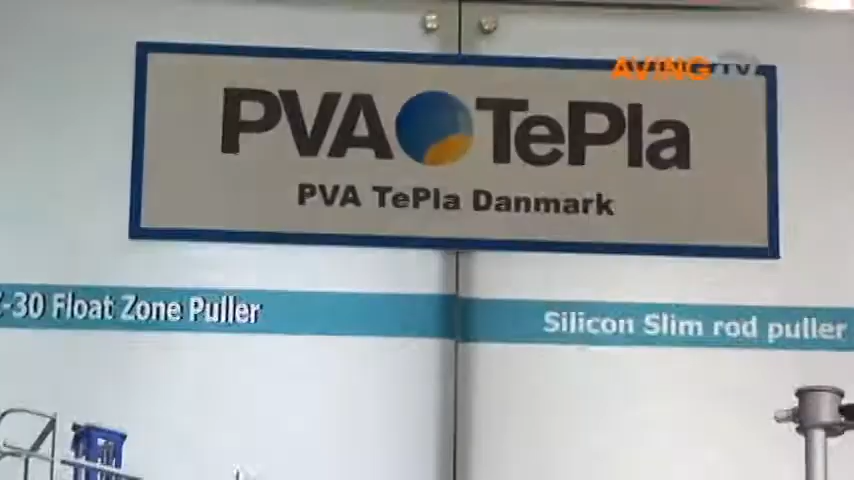 AVING TV
PVA TePla
PVA TePla Danmark
-30 Float Zone Puller
Silicon Slim rod puller